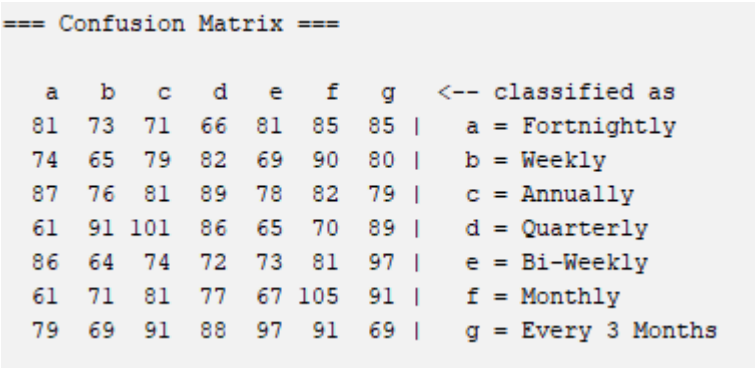 === Confusion Matrix ===
a b c d e f g <-- classified as
81 73 71 66 81 85 85 | a = Fortnightly
74 65 79 82 69 90 80 | b = Weekly
87 76 81 89 78 82 79 | c = Annually
61 91 101 86 65 70 89 | d = Quarterly
86 64 74 72 73 81 97 | e = Bi-Weekly
61 71 81 77 67 105 91 | f = Monthly
79 69 91 88 97 91 69 | g = Every 3 Months